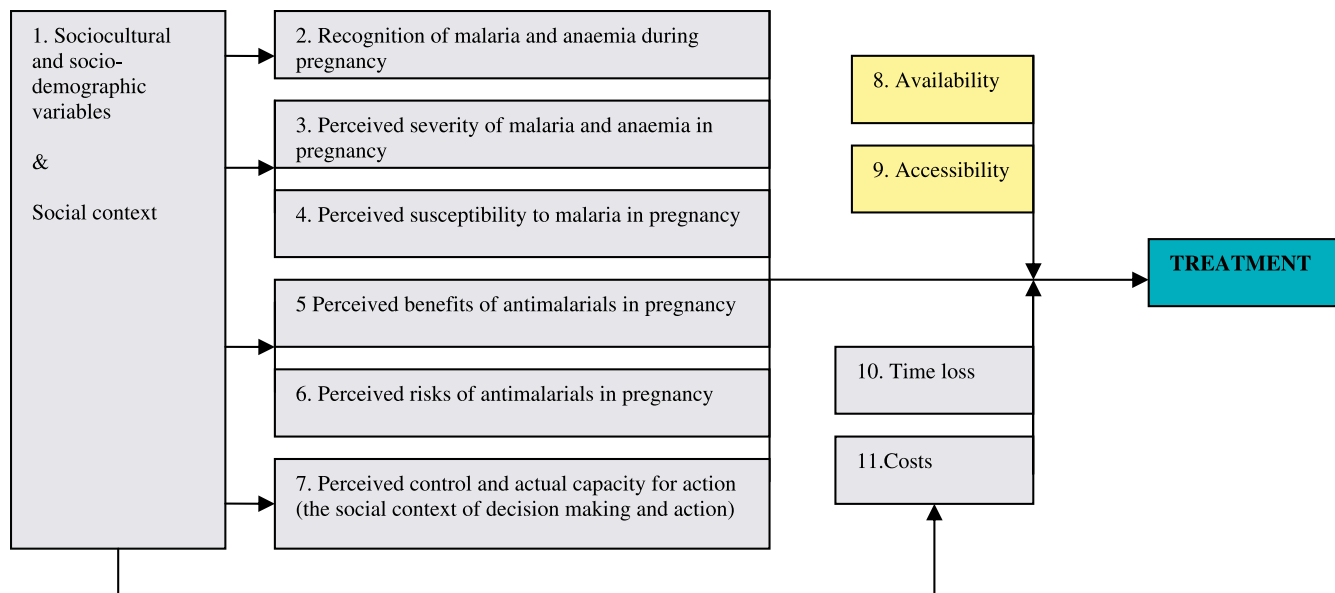 1. Sociocultural
and socio-
demographic
variables
&
Social context
2. Recognition of malaria and anaemia during
pregnancy
3. Perceived severity of malaria and anaemia in
pregnancy
4. Perceived susceptibility to malaria in pregnancy
5 Perceived benefits of antimalarials in pregnancy
6. Perceived risks of antimalarials in pregnancy
7. Perceived control and actual capacity for action
(the social context of decision making and action)
8. Availability
9. Accessibility
10. Time loss
11.Costs
TREATMENT